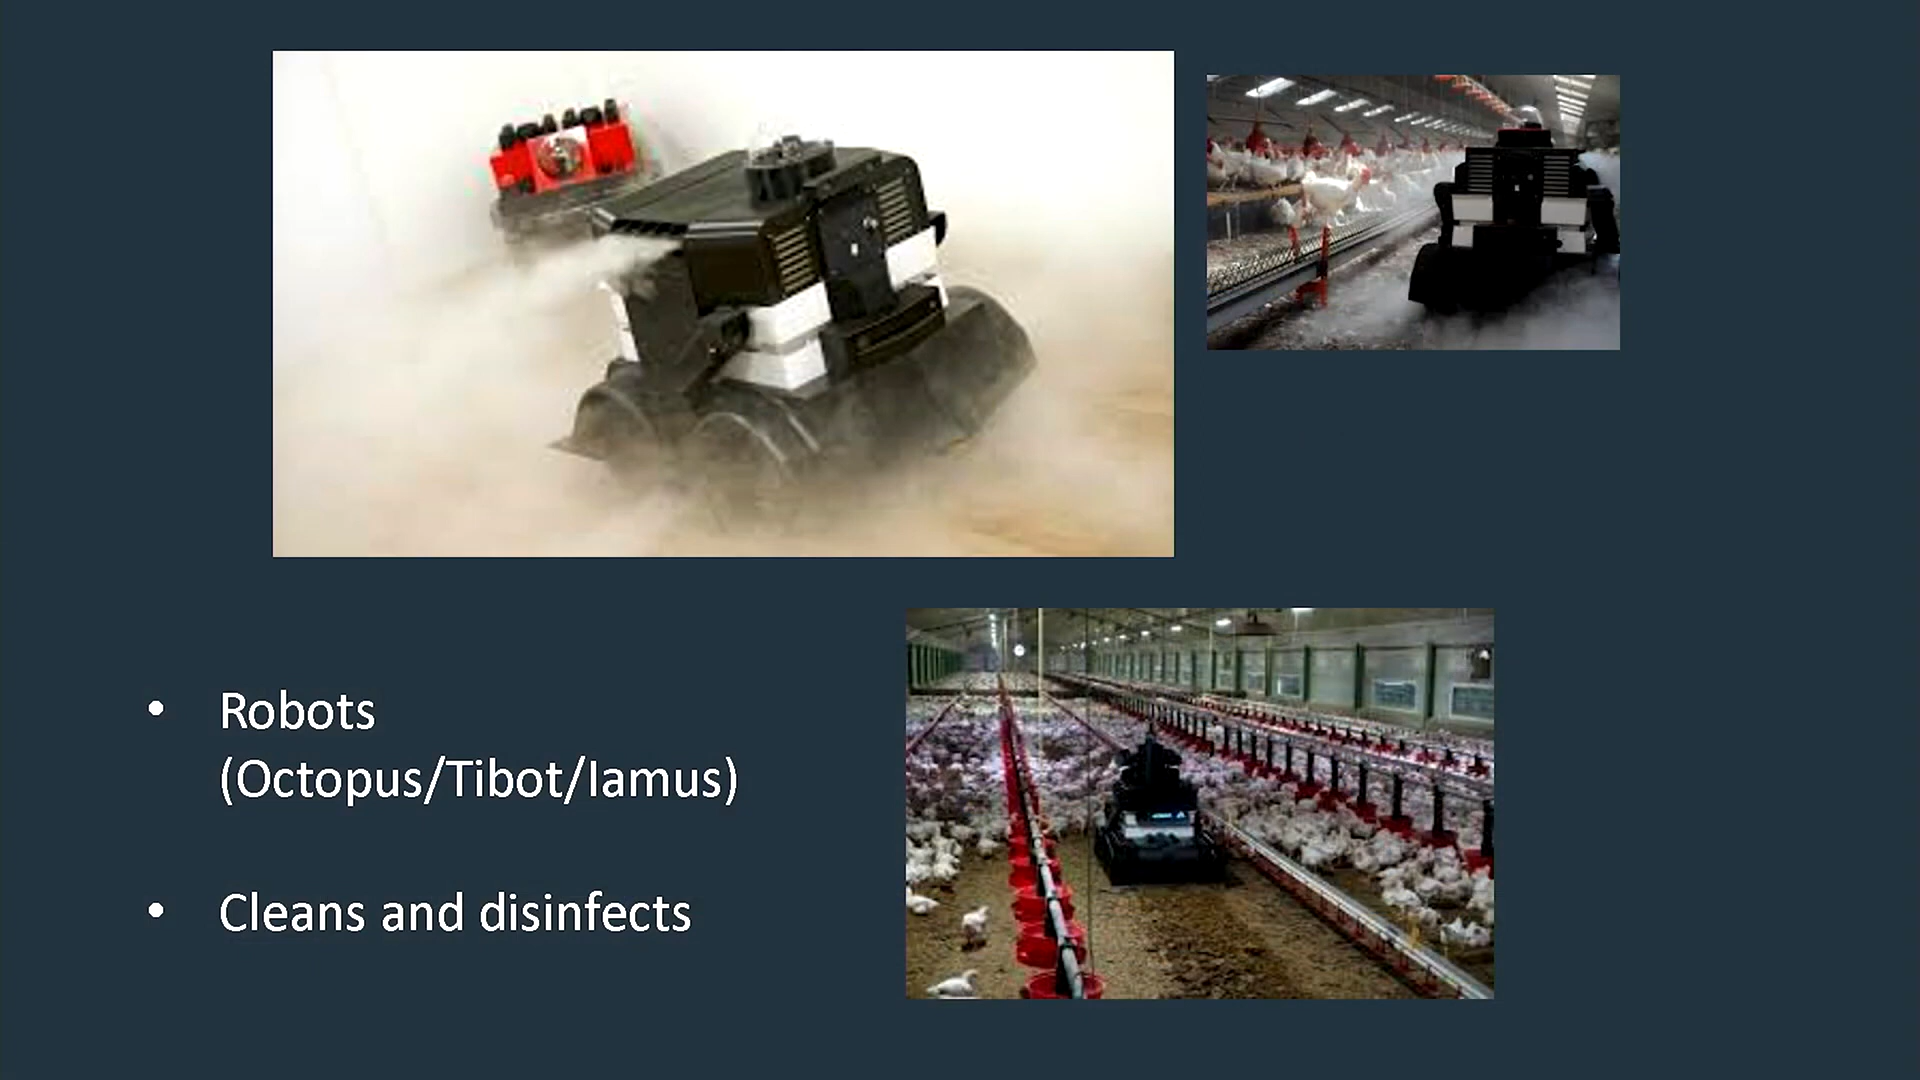 • Robots
(Octopus/Tibot/Iamus)
• Cleans and disinfects